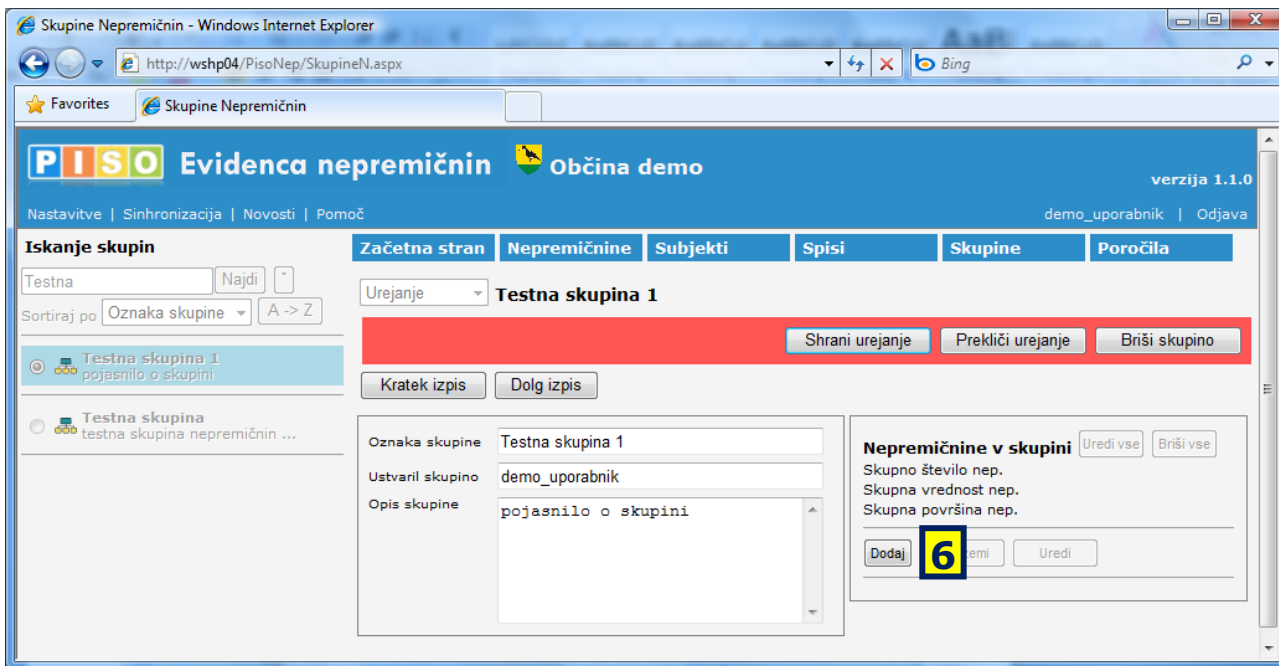 Skupine Nepremičnin - Windows Internet Explorer
http://wshp04/PisoNep/SkupineN.aspx
Bing
Favorites
Skupine Nepremičnin
PISO Evidenca nepremičnin Občina demo
verzija 1.1.0
Nastavitve | Sinhronizacija | Novosti | Pomoč
demo_uporabnik | Odjava
Iskanje skupin
Testna Najdi
Sortiraj po Oznaka skupine A -> Z
Testna skupina 1
pojasnilo o skupini
Testna skupina
testna skupina nepremičnin ...
Začetna stran Nepremičnine Subjekti Spisi Skupine Poročila
Urejanje Testna skupina 1
Shrani urejanje Prekliči urejanje Briši skupino
Kratek izpis Dolg izpis
Oznaka skupine Testna skupina 1
Ustvaril skupino demo_uporabnik
Opis skupine pojasnilo o skupini
Nepremičnine v skupini Uredi vse Briši vse
Skupno število nep.
Skupna vrednost nep.
Skupna površina nep.
Dodaj 6 Uredi